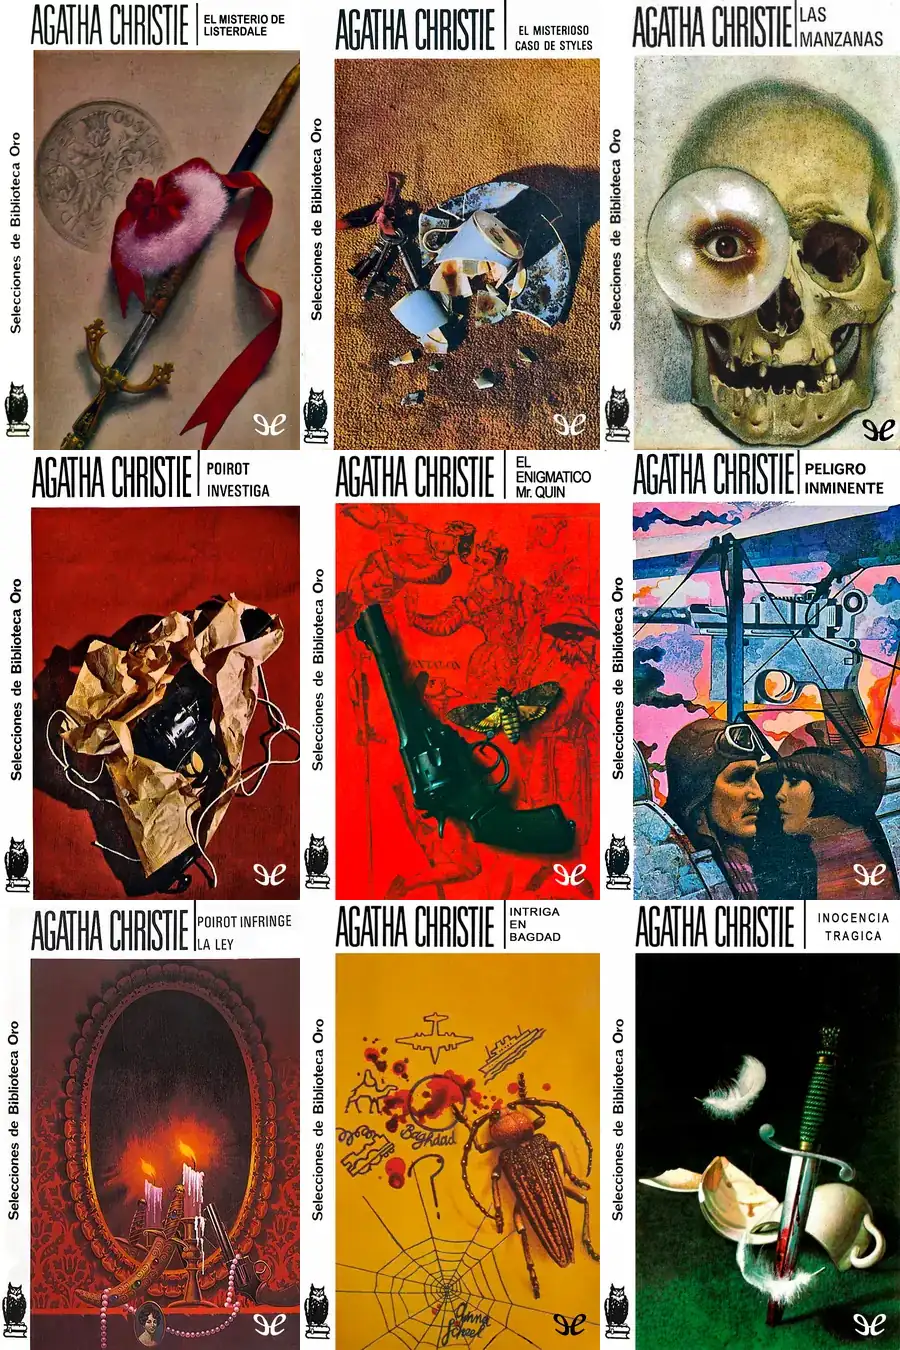 AGATHA CHRISTIE
EL MISTERIO DE
LISTERDALE
Selecciones de Biblioteca Oro
AGATHA CHRISTIE
EL MISTERIOSO
CASO DE STYLES
Selecciones de Biblioteca Oro
AGATHA CHRISTIE
LAS
MANZANAS
Selecciones de Biblioteca Oro
AGATHA CHRISTIE
POIROT
INVESTIGA
Selecciones de Biblioteca Oro
AGATHA CHRISTIE
EL
ENIGMATICO
Mr. QUIN
Selecciones de Biblioteca Oro
PANTALON
AGATHA CHRISTIE
PELIGRO
INMINENTE
Selecciones de Biblioteca Oro
AGATHA CHRISTIE
POIROT INFRINGE
LA LEY
Selecciones de Biblioteca Oro
AGATHA CHRISTIE
INTRIGA
EN
BAGDAD
Selecciones de Biblioteca Oro
Baghdad
Anna
Scheel
AGATHA CHRISTIE
INOCENCIA
TRAGICA
Selecciones de Biblioteca Oro